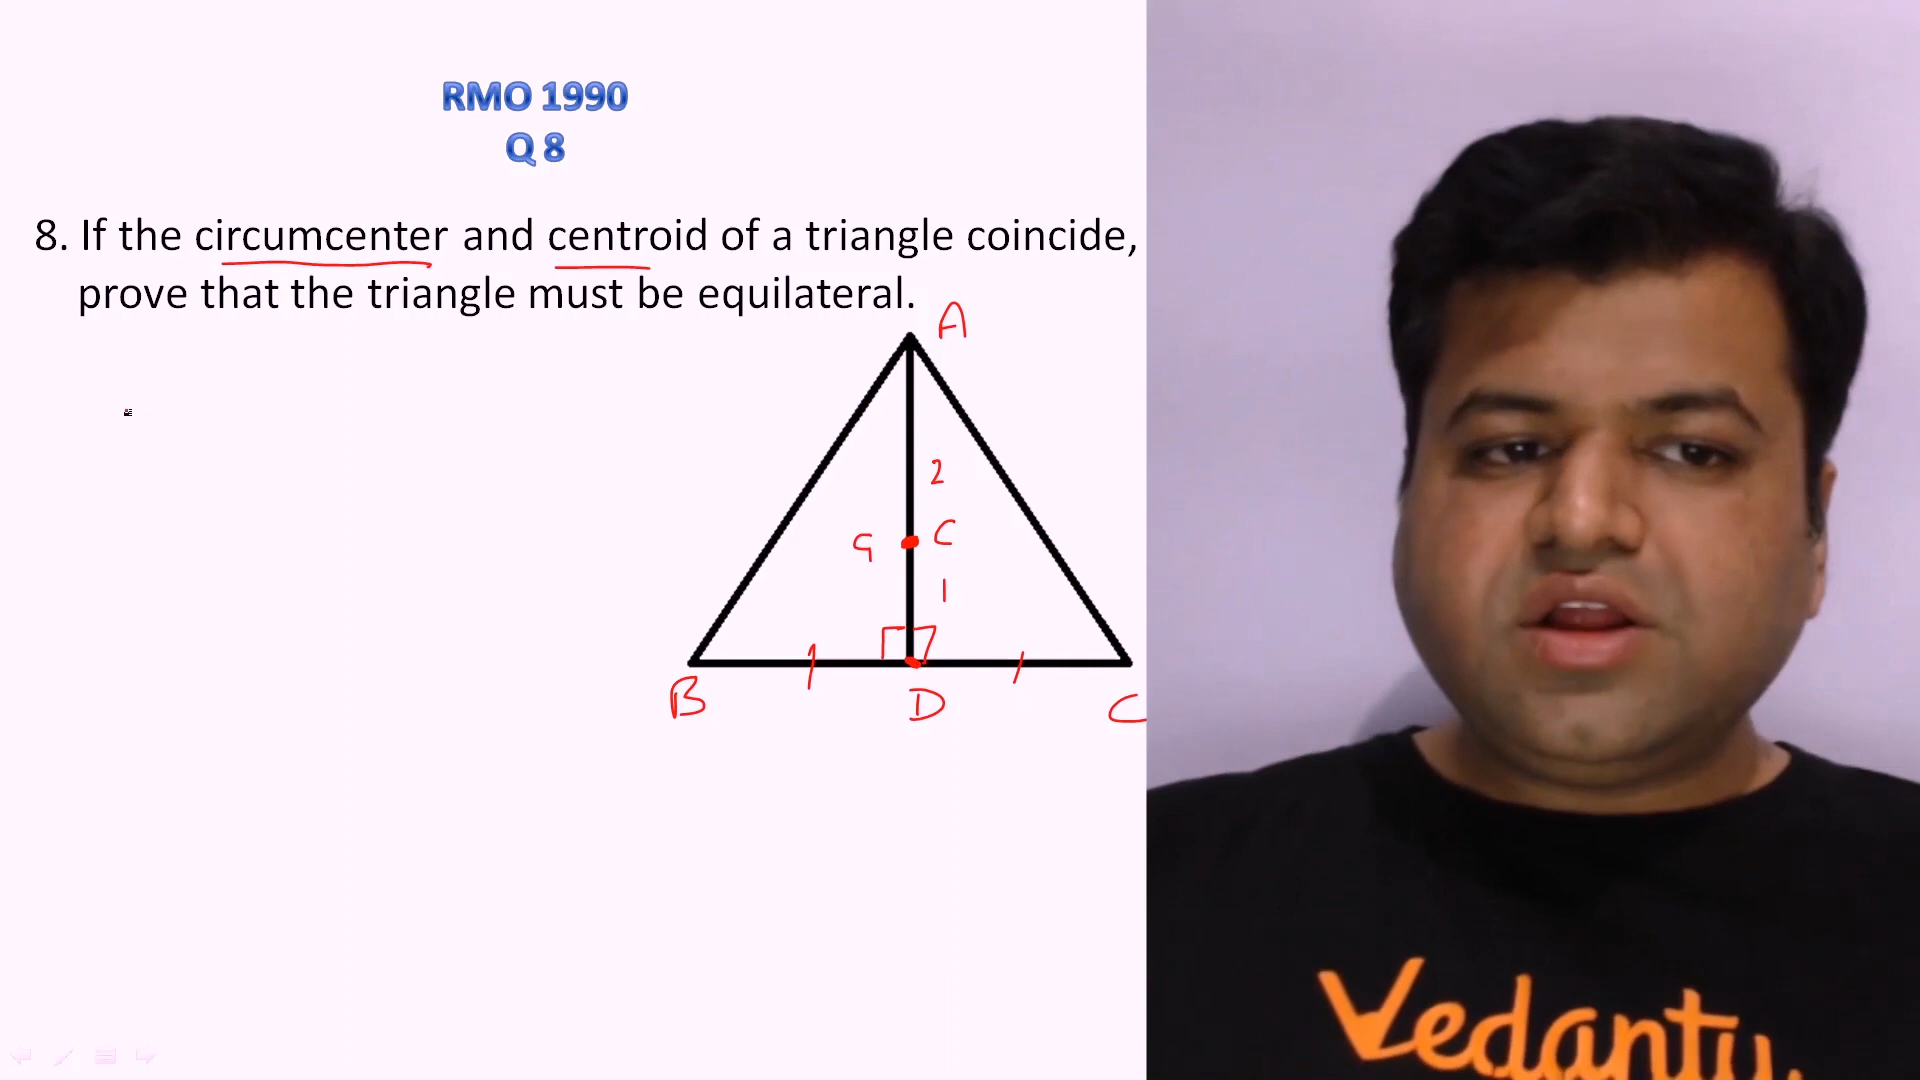 RMO 1990
Q 8
8. If the circumcenter and centroid of a triangle coincide,
prove that the triangle must be equilateral.
A
2
G C
1
B D C
Vedantu